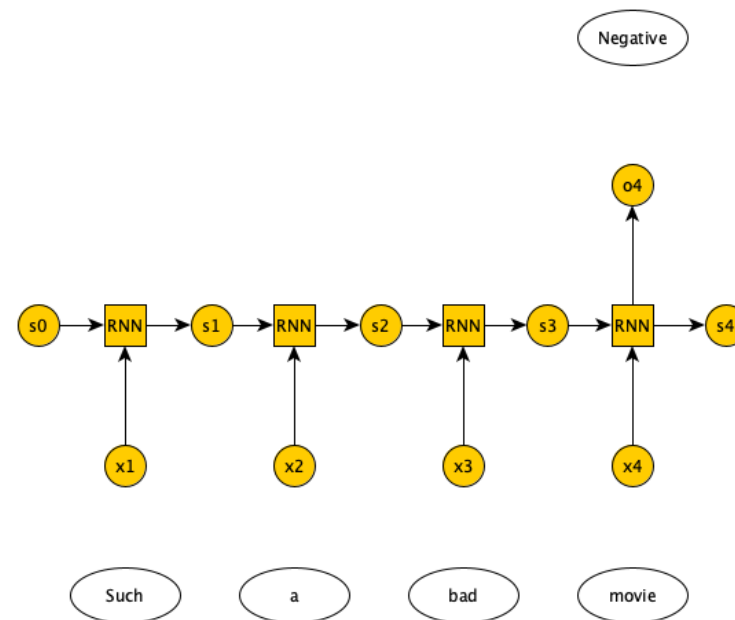 Negative
o4
s0 RNN s1 RNN s2 RNN s3 RNN s4
x1 x2 x3 x4
Such a bad movie